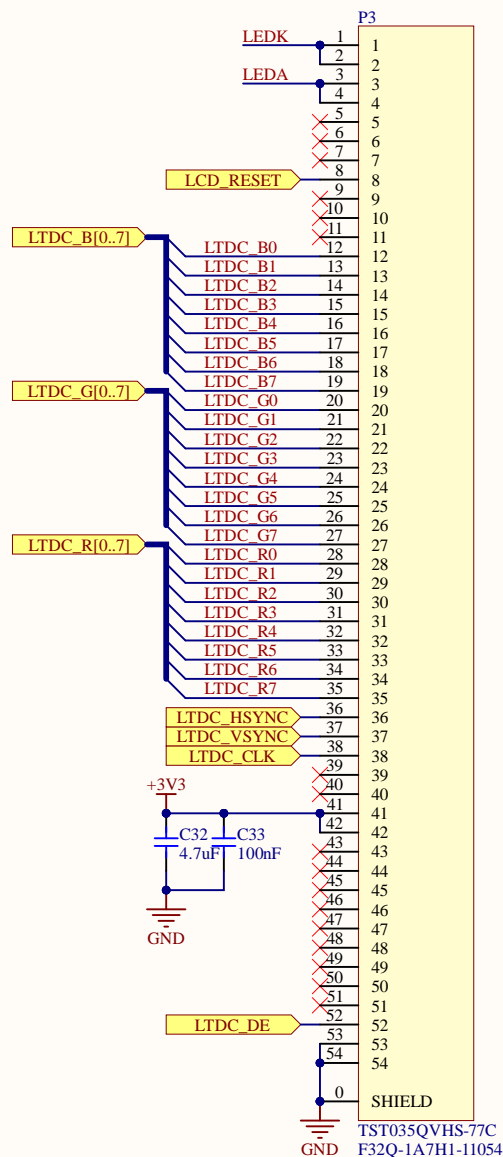 P3
LEDK 1 1
2 2
LEDA 3 3
4 4
5 5
6 6
7 7
LCD_RESET 8 8
9 9
10 10
LTDC_B[0..7] 11 11
LTDC_B0 12 12
LTDC_B1 13 13
LTDC_B2 14 14
LTDC_B3 15 15
LTDC_B4 16 16
LTDC_B5 17 17
LTDC_B6 18 18
LTDC_B7 19 19
LTDC_G[0..7]
LTDC_G0 20 20
LTDC_G1 21 21
LTDC_G2 22 22
LTDC_G3 23 23
LTDC_G4 24 24
LTDC_G5 25 25
LTDC_G6 26 26
LTDC_G7 27 27
LTDC_R[0..7]
LTDC_R0 28 28
LTDC_R1 29 29
LTDC_R2 30 30
LTDC_R3 31 31
LTDC_R4 32 32
LTDC_R5 33 33
LTDC_R6 34 34
LTDC_R7 35 35
LTDC_HSYNC 36 36
LTDC_VSYNC 37 37
LTDC_CLK 38 38
39 39
+3V3 40 40
41 41
42 42
C32 C33
4.7uF 100nF
43 43
44 44
45 45
46 46
47 47
GND
48 48
49 49
50 50
51 51
LTDC_DE 52 52
53 53
54 54
0 SHIELD
GND
TST035QVHS-77C
F32Q-1A7H1-11054